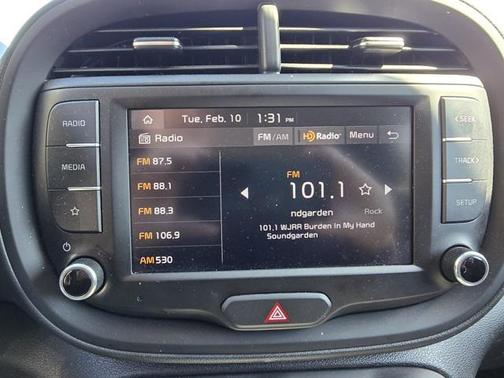 Tue, Feb. 10 1:31 PM
RADIO
MEDIA
Radio FM/AM HD Radio Menu
FM 87.5
FM 88.1
FM 88.3
FM 106.9
AM 530
FM
101.1
ndgarden Rock
101.1 WJRR Burden In My Hand
Soundgarden
< SEEK
TRACK >
SETUP